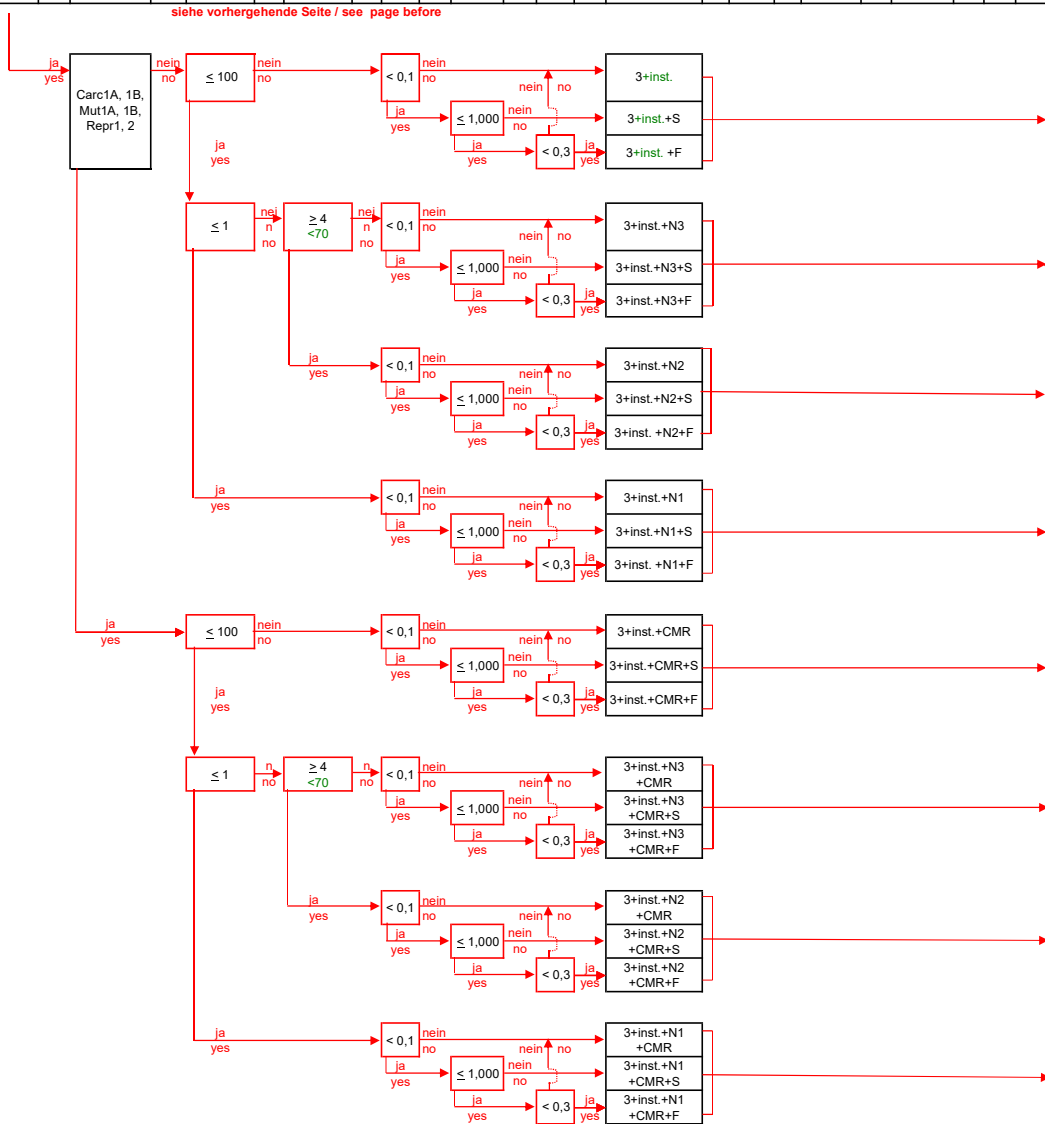 siehe vorhergehende Seite / see page before
ja
yes
Carc1A, 1B,
Mut1A, 1B,
Repr1, 2
nein
no
≤ 100
nein
no
< 0,1
nein
no
nein no
3+inst.
ja
yes
≤ 1,000
nein
no
3+inst.+S
ja
yes
< 0,3
ja
yes
3+inst. +F
ja
yes
≤ 1
nei
n
no
≥ 4
<70
nei
n
no
< 0,1
nein
no
nein no
3+inst.+N3
ja
yes
≤ 1,000
nein
no
3+inst.+N3+S
ja
yes
< 0,3
ja
yes
3+inst.+N3+F
ja
yes
< 0,1
nein
no
nein no
3+inst.+N2
ja
yes
≤ 1,000
nein
no
3+inst.+N2+S
ja
yes
< 0,3
ja
yes
3+inst. +N2+F
ja
yes
< 0,1
nein
no
nein no
3+inst.+N1
ja
yes
≤ 1,000
nein
no
3+inst.+N1+S
ja
yes
< 0,3
ja
yes
3+inst. +N1+F
ja
yes
≤ 100
nein
no
< 0,1
nein
no
nein no
3+inst.+CMR
ja
yes
≤ 1,000
nein
no
3+inst.+CMR+S
ja
yes
< 0,3
ja
yes
3+inst.+CMR+F
ja
yes
≤ 1
n
no
≥ 4
<70
n
no
< 0,1
nein
no
nein no
3+inst.+N3
+CMR
ja
yes
≤ 1,000
nein
no
3+inst.+N3
+CMR+S
ja
yes
< 0,3
ja
yes
3+inst.+N3
+CMR+F
ja
yes
< 0,1
nein
no
nein no
3+inst.+N2
+CMR
ja
yes
≤ 1,000
nein
no
3+inst.+N2
+CMR+S
ja
yes
< 0,3
ja
yes
3+inst.+N2
+CMR+F
ja
yes
< 0,1
nein
no
nein no
3+inst.+N1
+CMR
ja
yes
≤ 1,000
nein
no
3+inst.+N1
+CMR+S
ja
yes
< 0,3
ja
yes
3+inst.+N1
+CMR+F